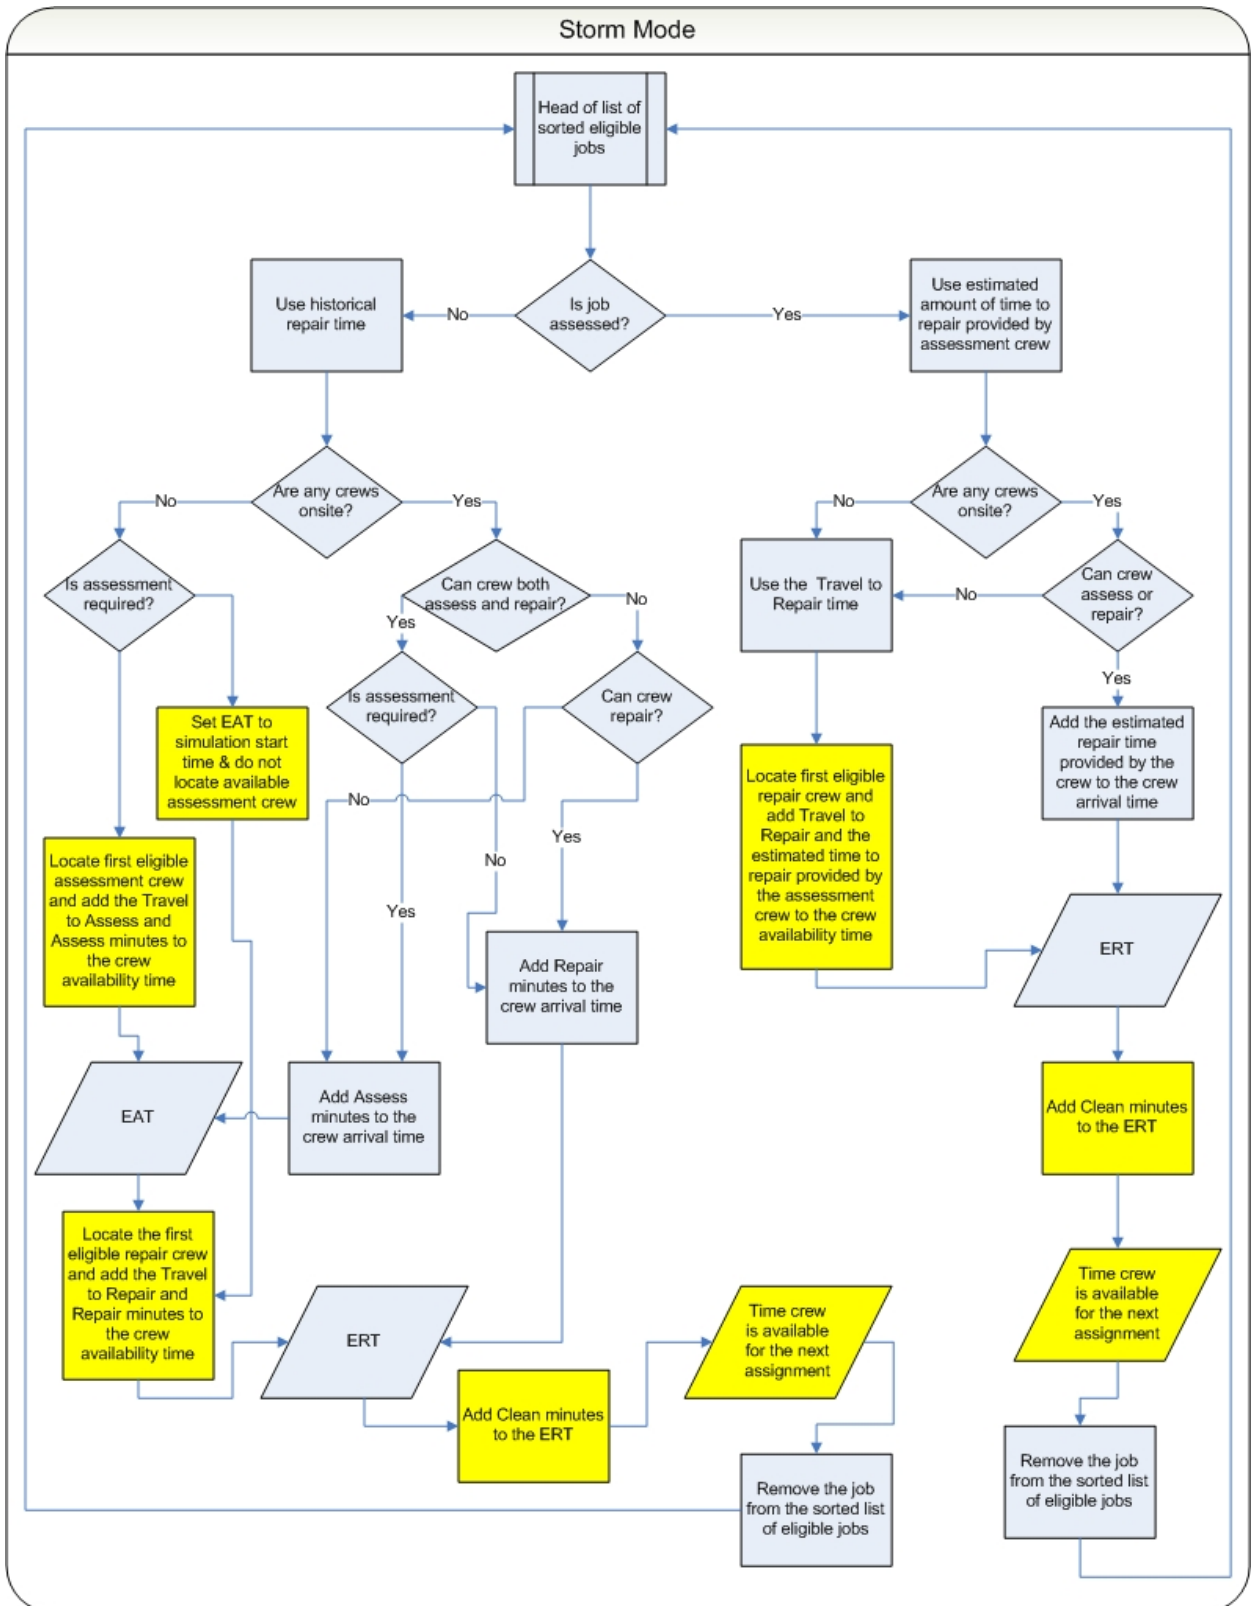 Storm Mode
Head of list of
sorted eligible
jobs
Use historical
repair time
No
Is job
assessed?
Yes
Use estimated
amount of time to
repair provided by
assessment crew
No
Are any crews
onsite?
Yes
No
Are any crews
onsite?
Yes
Is assessment
required?
Can crew both
assess and repair?
No
Yes
Use the  Travel to
Repair time
No
Can crew
assess or
repair?
Yes
Set EAT to
simulation start
time & do not
locate available
assessment crew
Is assessment
required?
Can crew
repair?
Add the estimated
repair time
provided by the
crew to the crew
arrival time
Locate first eligible
repair crew and
add Travel to
Repair and the
estimated time to
repair provided by
the assessment
crew to the crew
availability time
No
Yes
No
Yes
Locate first eligible
assessment crew
and add the Travel
to Assess and
Assess minutes to
the crew
availability time
Add Repair
minutes to the
crew arrival time
ERT
EAT
Add Assess
minutes to the
crew arrival time
Add Clean minutes
to the ERT
Locate the first
eligible repair crew
and add the Travel
to Repair and
Repair minutes to
the crew
availability time
ERT
Add Clean minutes
to the ERT
Time crew
is available
for the next
assignment
Time crew
is available
for the next
assignment
Remove the job
from the sorted list
of eligible jobs
Remove the job
from the sorted list
of eligible jobs